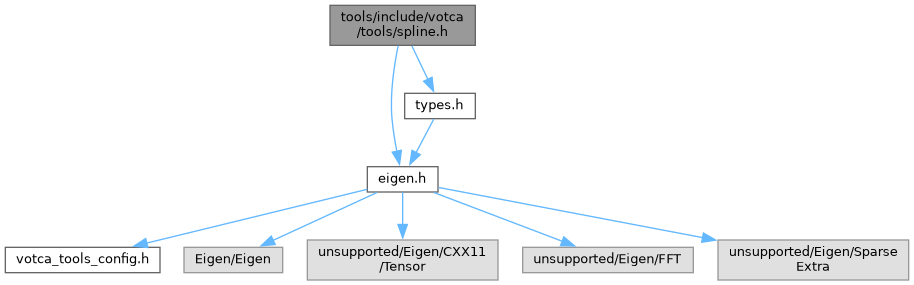 tools/include/votca
/tools/spline.h
types.h
eigen.h
votca_tools_config.h
Eigen/Eigen
unsupported/Eigen/CXX11
/Tensor
unsupported/Eigen/FFT
unsupported/Eigen/Sparse
Extra